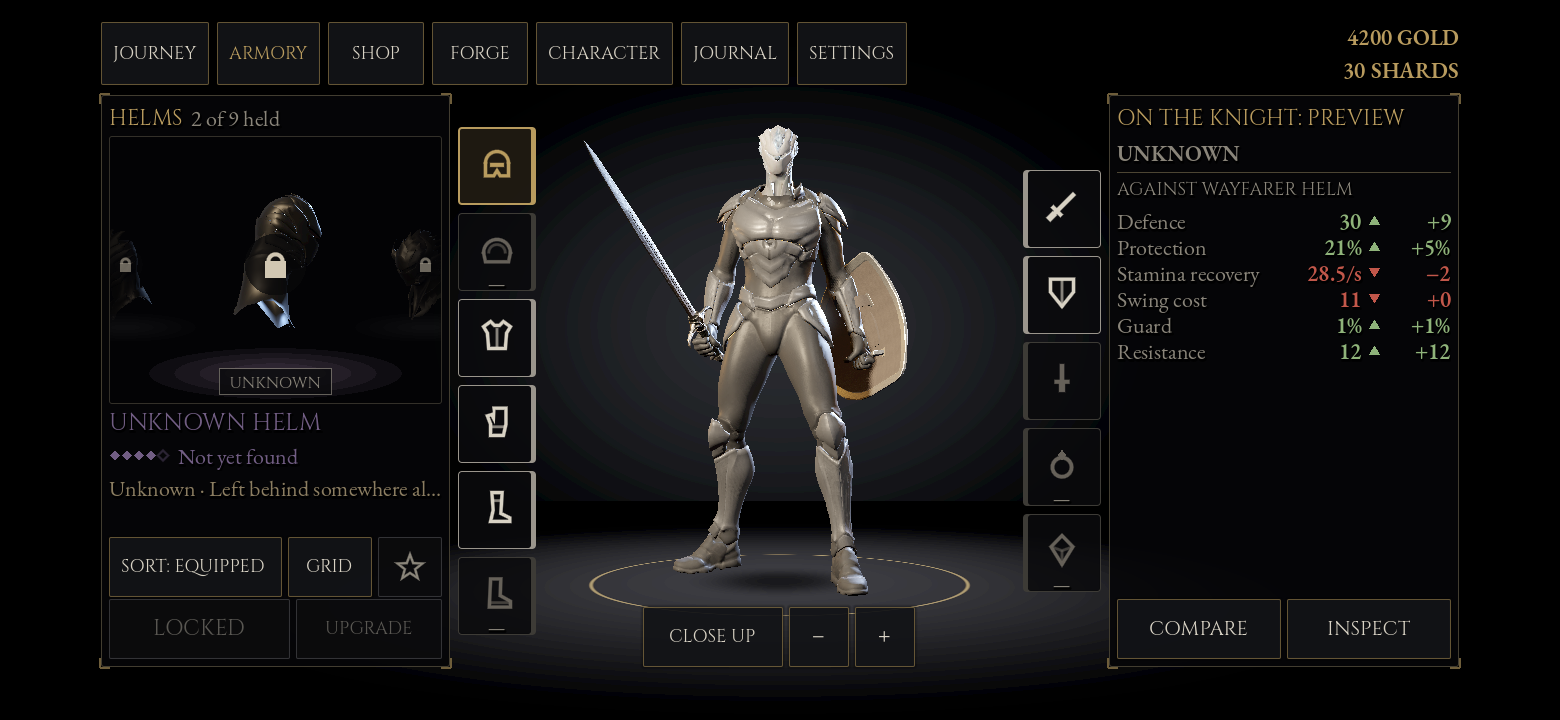 JOURNEY
ARMORY
SHOP
FORGE
CHARACTER
JOURNAL
SETTINGS
4200 GOLD
30 SHARDS
HELMS 2 of 9 held
UNKNOWN
UNKNOWN HELM
Not yet found
Unknown · Left behind somewhere al...
SORT: EQUIPPED
GRID
LOCKED
UPGRADE
CLOSE UP
−
+
ON THE KNIGHT: PREVIEW
UNKNOWN
AGAINST WAYFARER HELM
Defence 30 ▲ +9
Protection 21% ▲ +5%
Stamina recovery 28.5/s ▼ −2
Swing cost 11 ▼ +0
Guard 1% ▲ +1%
Resistance 12 ▲ +12
COMPARE
INSPECT